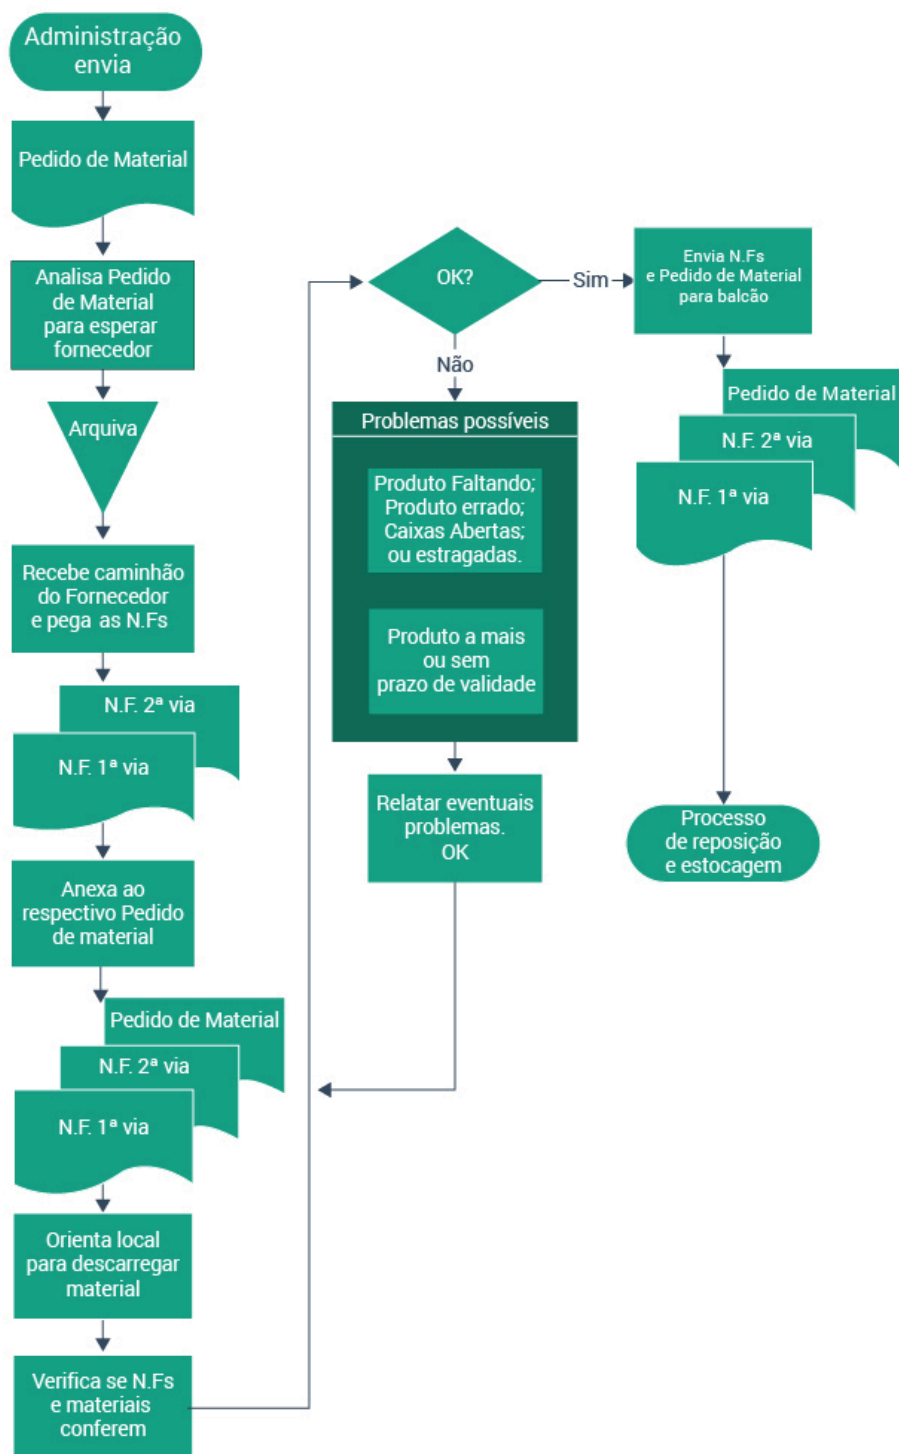 Administração
envia
Pedido de Material
Analisa Pedido
de Material
para esperar
fornecedor
Arquiva
Recebe caminhão
do Fornecedor
e pega as N.Fs
N.F. 2ª via
N.F. 1ª via
Anexa ao
respectivo Pedido
de material
Pedido de Material
N.F. 2ª via
N.F. 1ª via
Orienta local
para descarregar
material
Verifica se N.Fs
e materiais
conferem
OK?
Sim
Não
Problemas possíveis
Produto Faltando;
Produto errado;
Caixas Abertas;
ou estragadas.
Produto a mais
ou sem
prazo de validade
Relatar eventuais
problemas.
OK
Envia N.Fs
e Pedido de Material
para balcão
Pedido de Material
N.F. 2ª via
N.F. 1ª via
Processo
de reposição
e estocagem